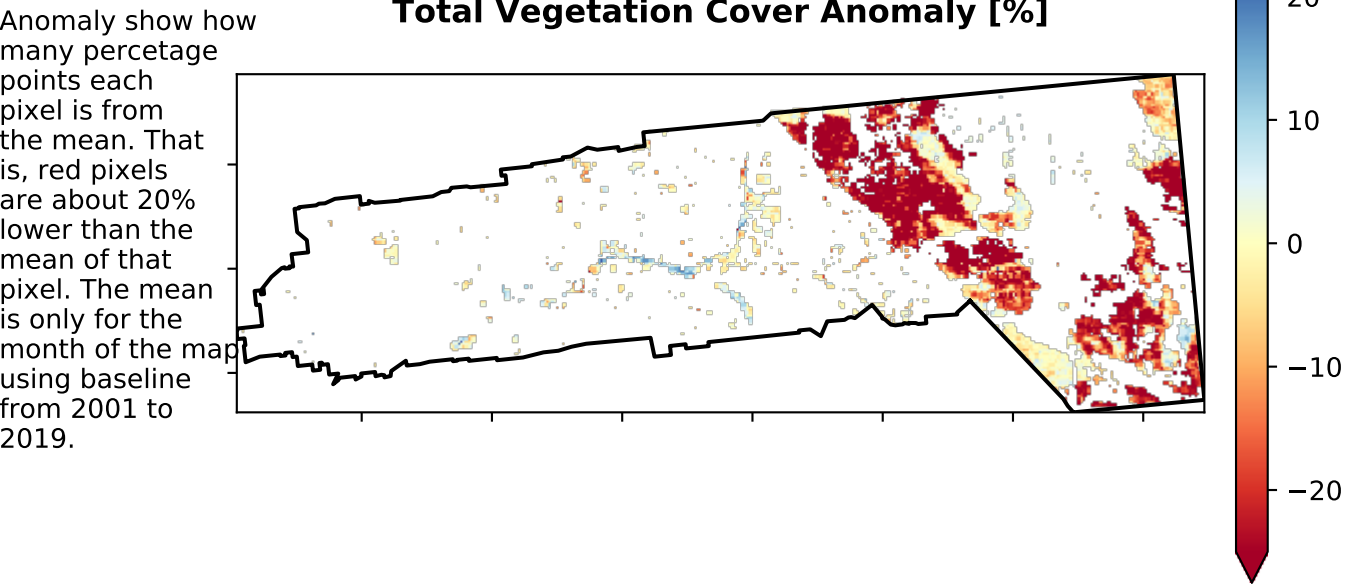 Total Vegetation Cover Anomaly [%]
Anomaly show how
many percetage
points each
pixel is from
the mean. That
is, red pixels
are about 20%
lower than the
mean of that
pixel. The mean
is only for the
month of the map
using baseline
from 2001 to
2019.
20
10
0
−10
−20